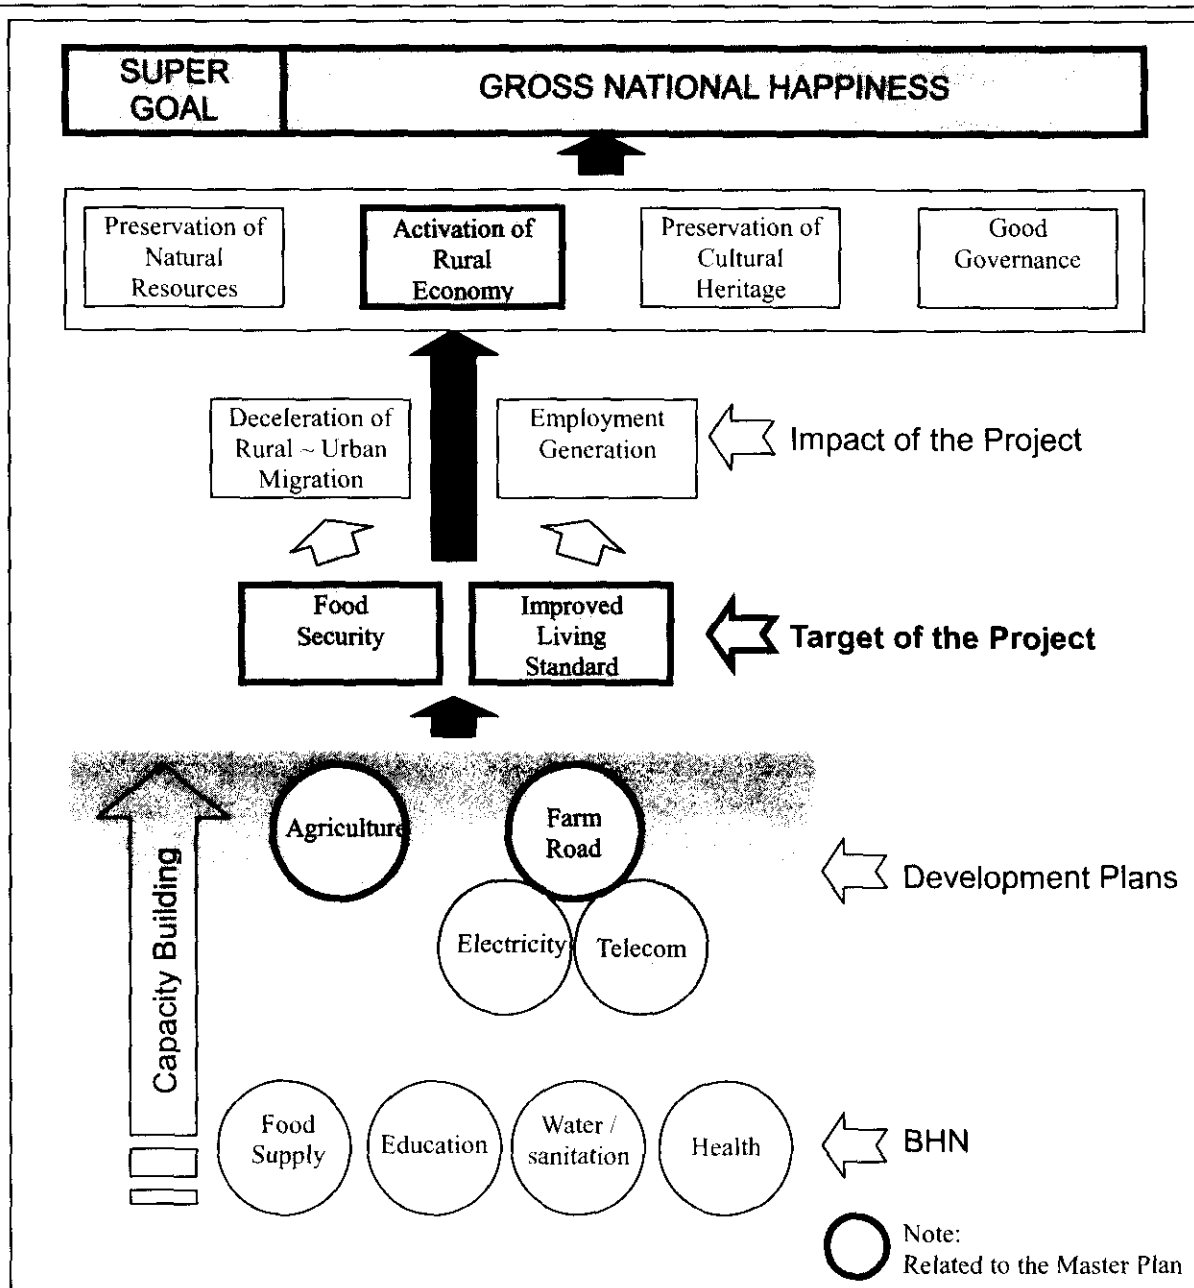 SUPER
GOAL
GROSS NATIONAL HAPPINESS
Preservation of
Natural
Resources
Activation of
Rural
Economy
Preservation of
Cultural
Heritage
Good
Governance
Deceleration of
Rural ~ Urban
Migration
Employment
Generation
Impact of the Project
Food
Security
Improved
Living
Standard
Target of the Project
Capacity Building
Agriculture
Farm
Road
Electricity
Telecom
Development Plans
Food
Supply
Education
Water /
sanitation
Health
BHN
Note:
Related to the Master Plan